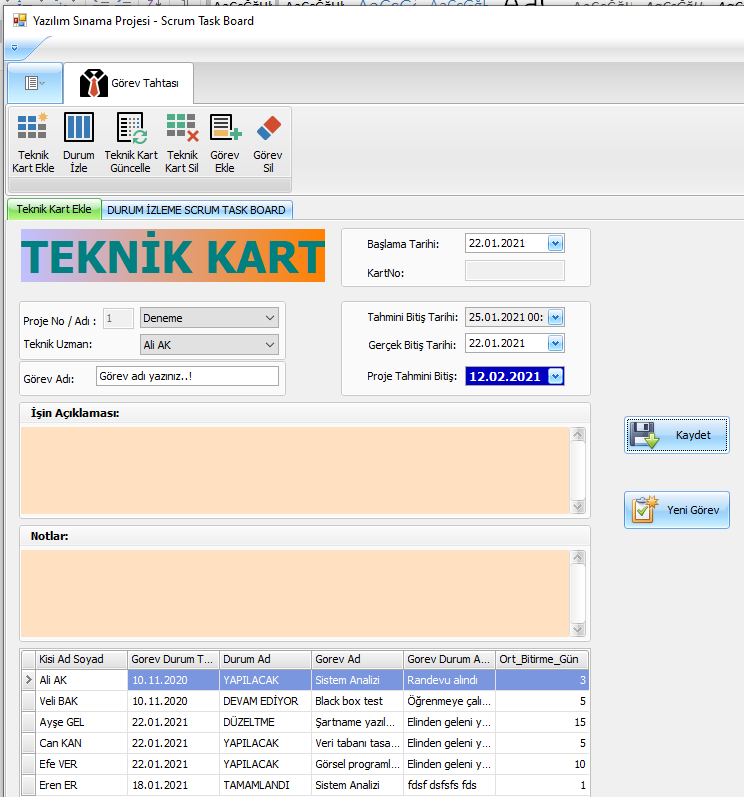 Yazılım Sınama Projesi - Scrum Task Board
Görev Tahtası
Teknik Kart Ekle
Durum İzle
Teknik Kart Güncelle
Teknik Kart Sil
Görev Ekle
Görev Sil
Teknik Kart Ekle
DURUM İZLEME SCRUM TASK BOARD
TEKNİK KART
Başlama Tarihi: 22.01.2021
KartNo:
Proje No / Adı : 1 Deneme
Teknik Uzman: Ali AK
Görev Adı: Görev adı yazınız..!
Tahmini Bitiş Tarihi: 25.01.2021 00:
Gerçek Bitiş Tarihi: 22.01.2021
Proje Tahmini Bitiş: 12.02.2021
İşin Açıklaması:
Kaydet
Yeni Görev
Notlar:
Kisi Ad Soyad Gorev Durum T... Durum Ad Gorev Ad Gorev Durum A... Ort_Bitirme_Gün
Ali AK 10.11.2020 YAPILACAK Sistem Analizi Randevu alındı 3
Veli BAK 10.11.2020 DEVAM EDİYOR Black box test Öğrenmeye çalı... 5
Ayşe GEL 22.01.2021 DÜZELTME Şartname yazıl... Elinden geleni y... 15
Can KAN 22.01.2021 YAPILACAK Veri tabanı tasa... Elinden geleni y... 5
Efe VER 22.01.2021 YAPILACAK Görsel programl... Elinden geleni y... 10
Eren ER 18.01.2021 TAMAMLANDI Sistem Analizi fdsf dsfsfs fds 1